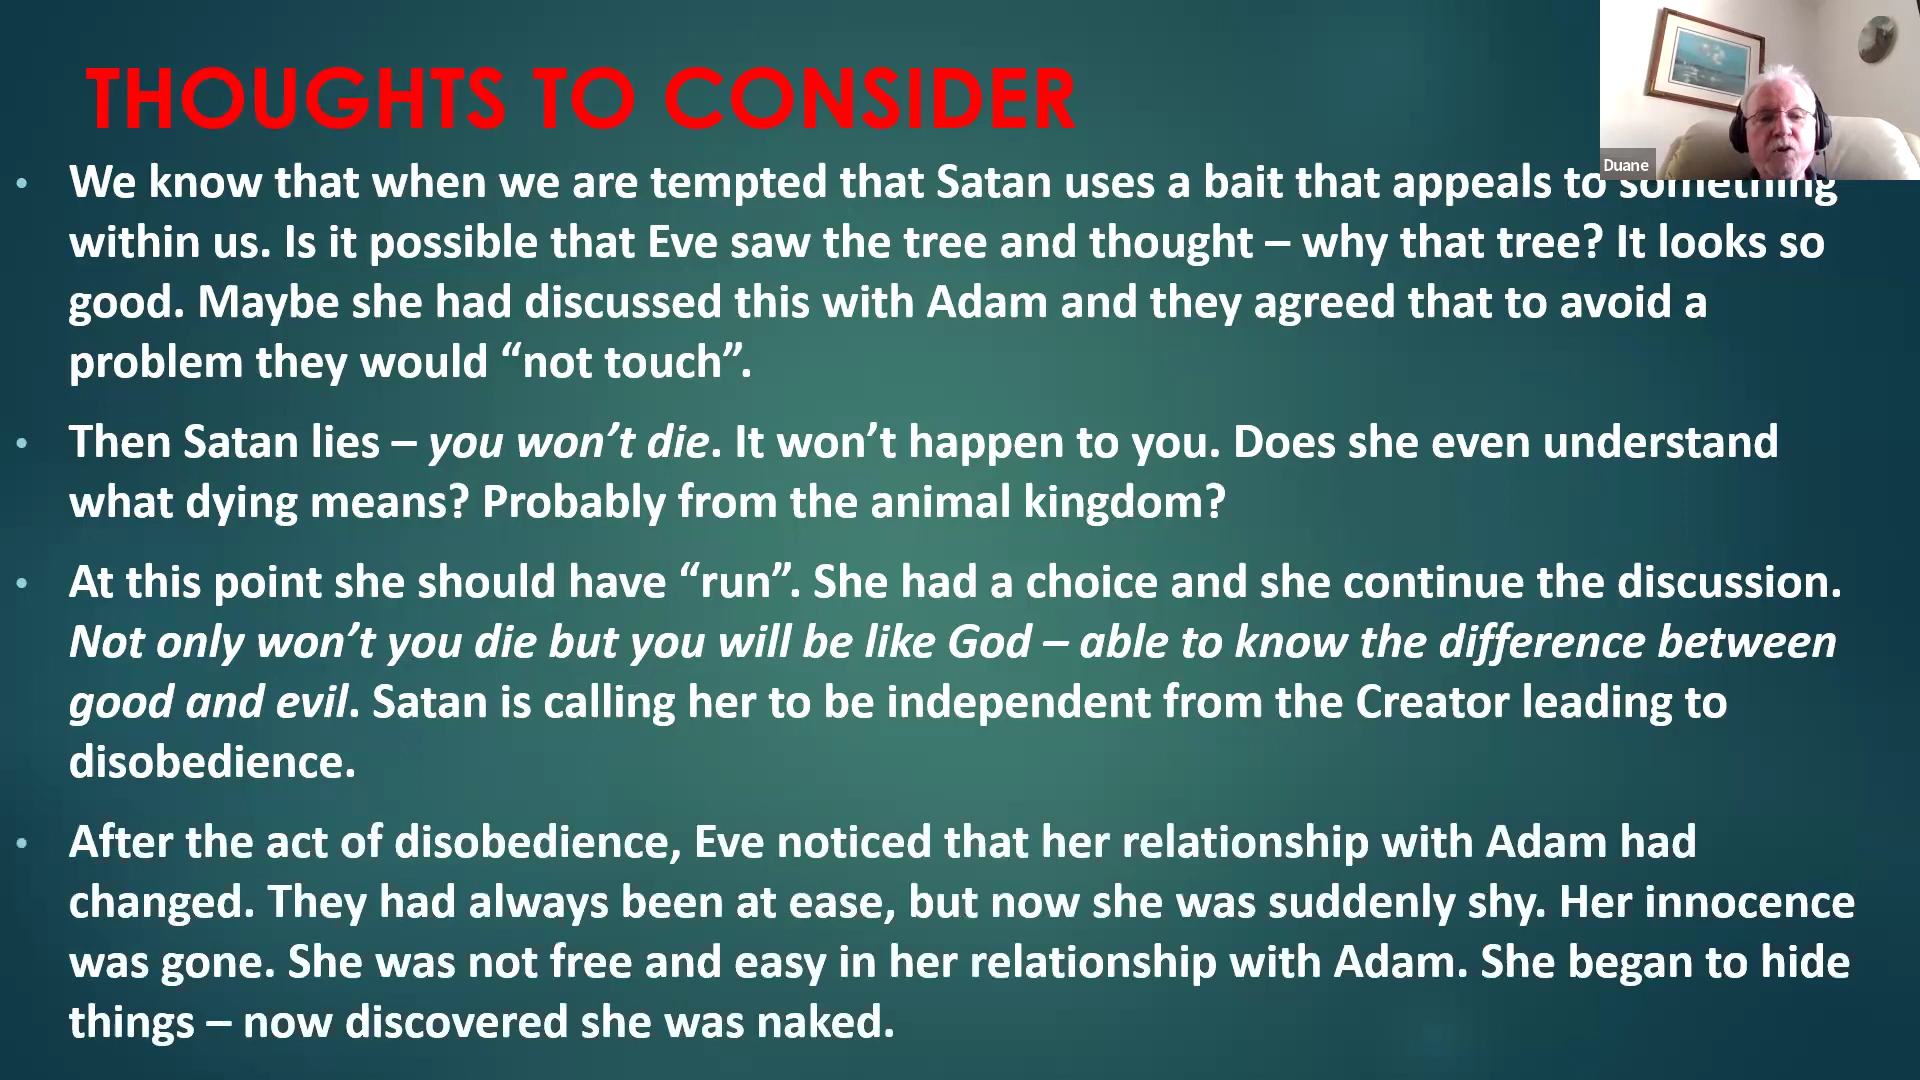 THOUGHTS TO CONSIDER
Duane
• We know that when we are tempted that Satan uses a bait that appeals to something
within us. Is it possible that Eve saw the tree and thought – why that tree? It looks so
good. Maybe she had discussed this with Adam and they agreed that to avoid a
problem they would “not touch”.
• Then Satan lies – you won’t die. It won’t happen to you. Does she even understand
what dying means? Probably from the animal kingdom?
• At this point she should have “run”. She had a choice and she continue the discussion.
Not only won’t you die but you will be like God – able to know the difference between
good and evil. Satan is calling her to be independent from the Creator leading to
disobedience.
• After the act of disobedience, Eve noticed that her relationship with Adam had
changed. They had always been at ease, but now she was suddenly shy. Her innocence
was gone. She was not free and easy in her relationship with Adam. She began to hide
things – now discovered she was naked.